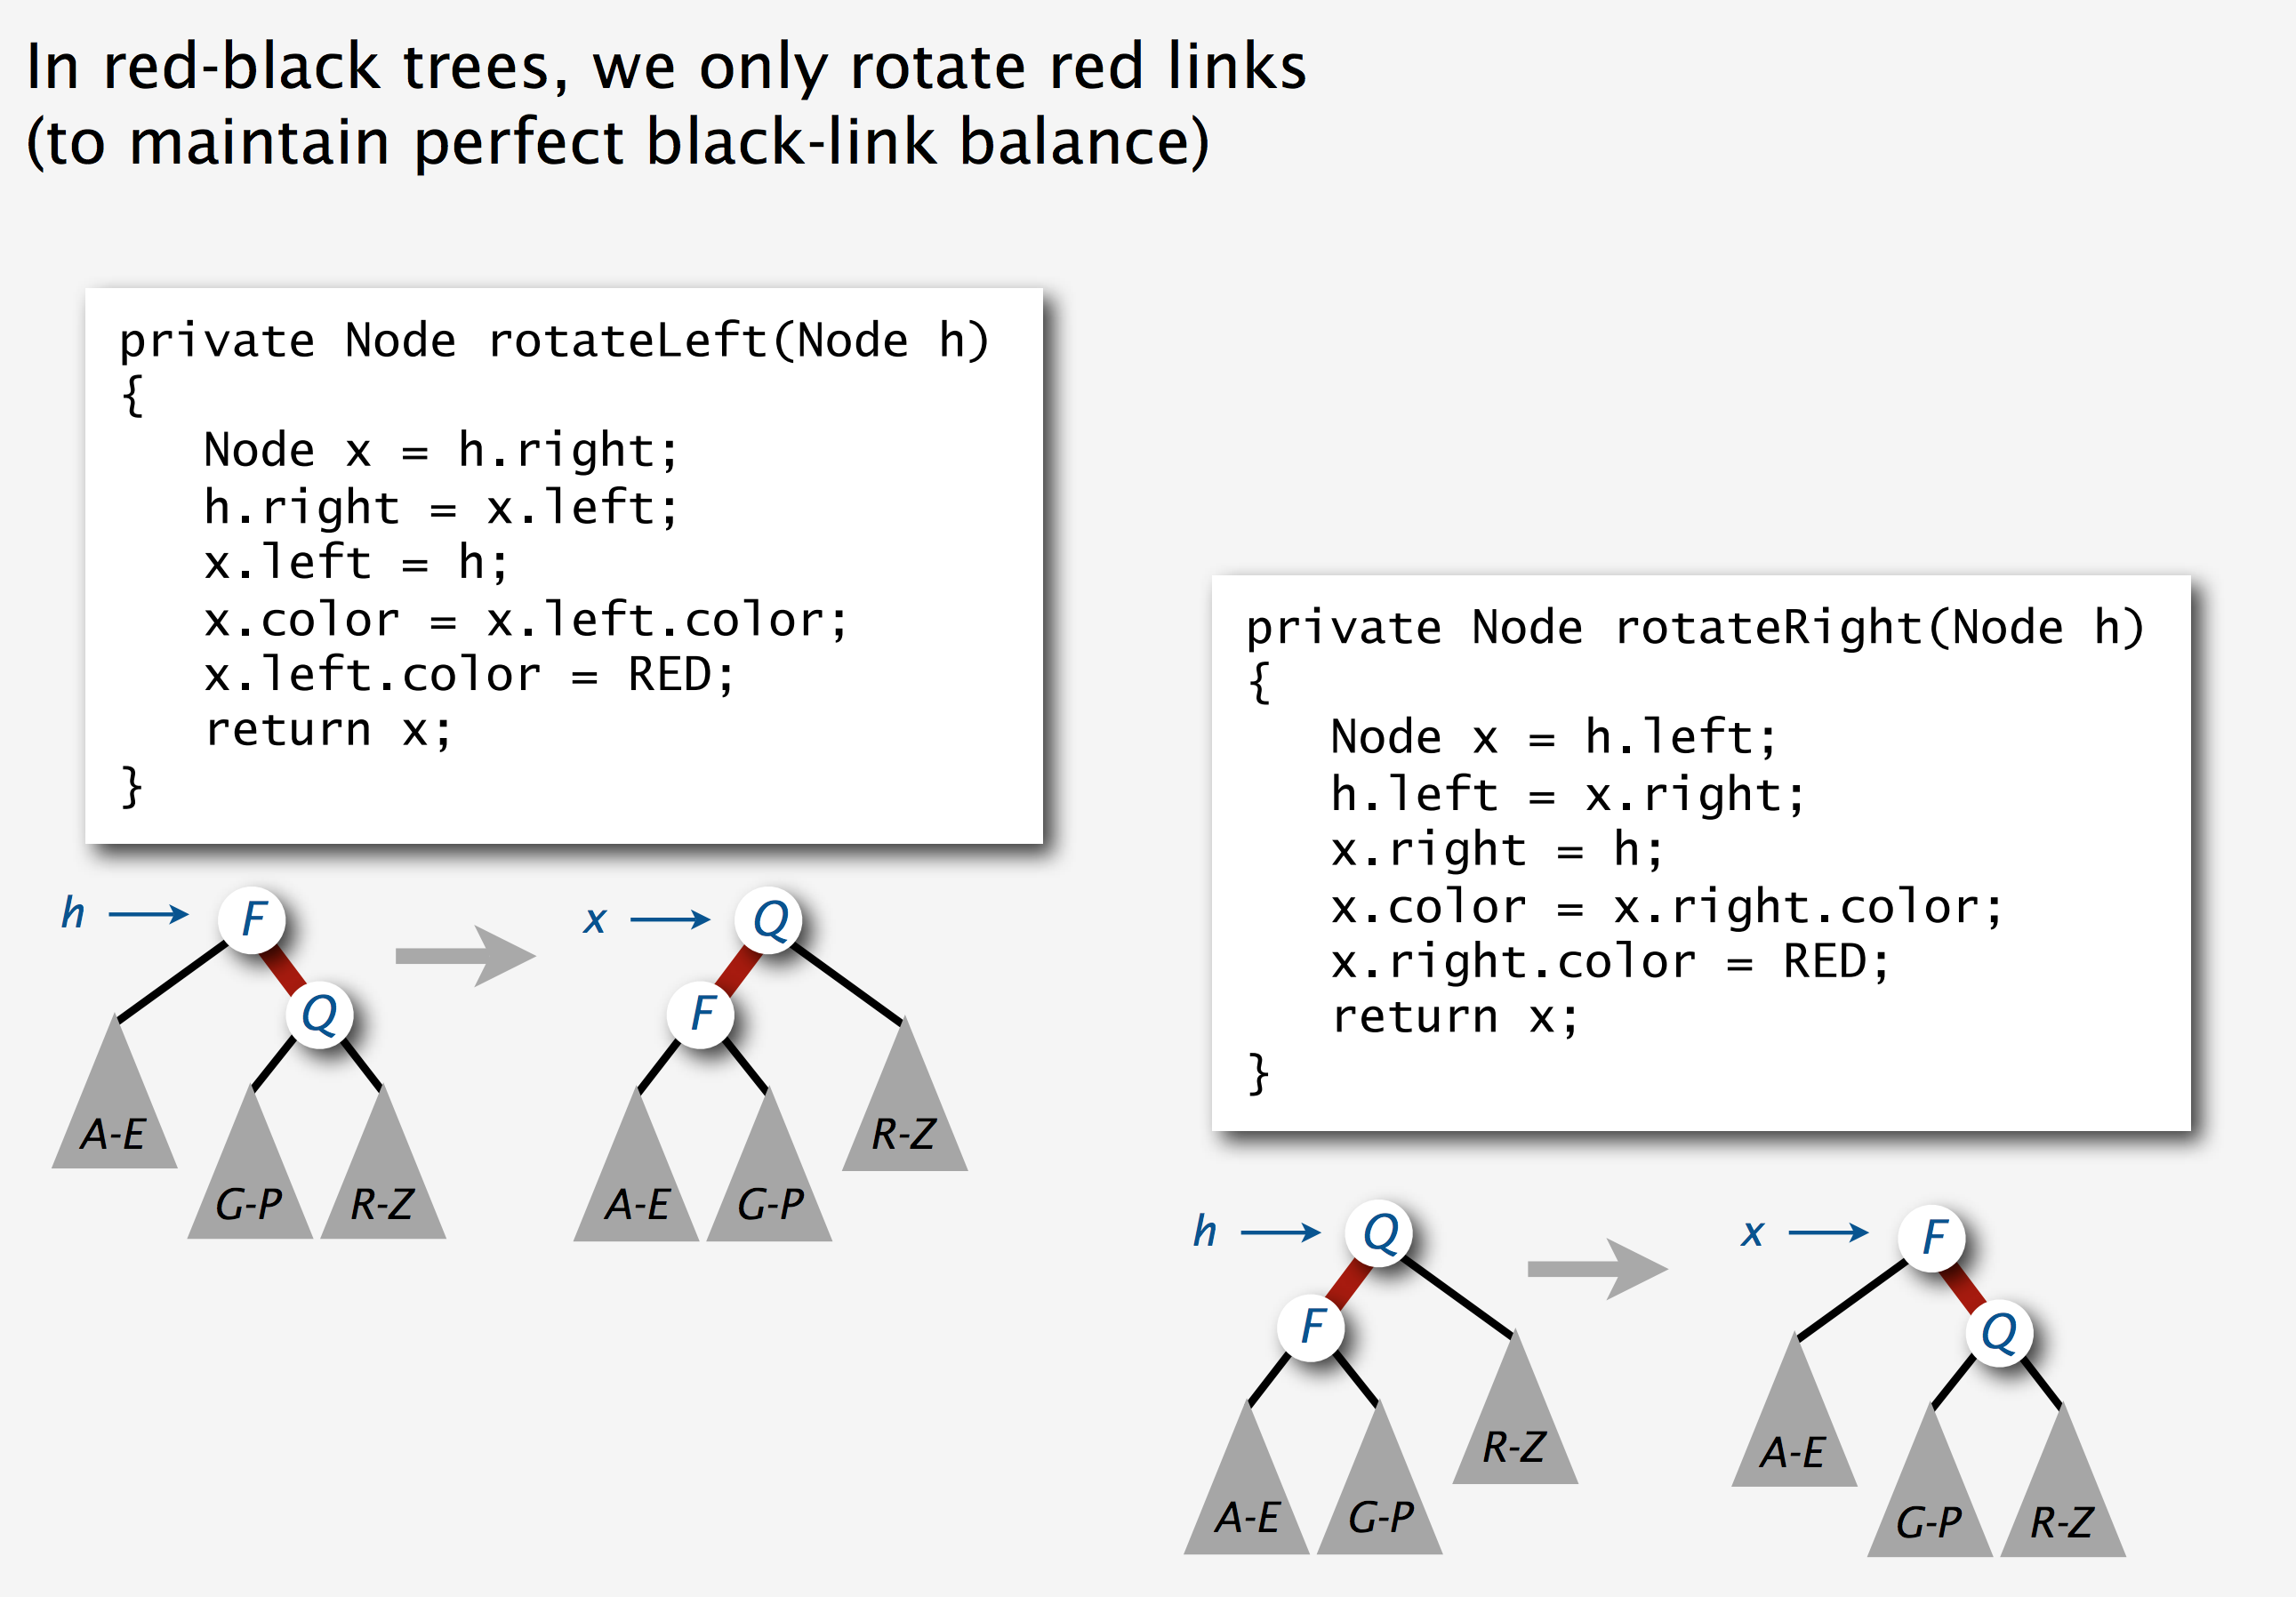 In red-black trees, we only rotate red links
(to maintain perfect black-link balance)
private Node rotateLeft(Node h)
{
   Node x = h.right;
   h.right = x.left;
   x.left = h;
   x.color = x.left.color;
   x.left.color = RED;
   return x;
}
h
F
Q
A-E
G-P
R-Z
x
Q
F
R-Z
A-E
G-P
private Node rotateRight(Node h)
{
   Node x = h.left;
   h.left = x.right;
   x.right = h;
   x.color = x.right.color;
   x.right.color = RED;
   return x;
}
h
Q
F
R-Z
A-E
G-P
x
F
Q
A-E
G-P
R-Z